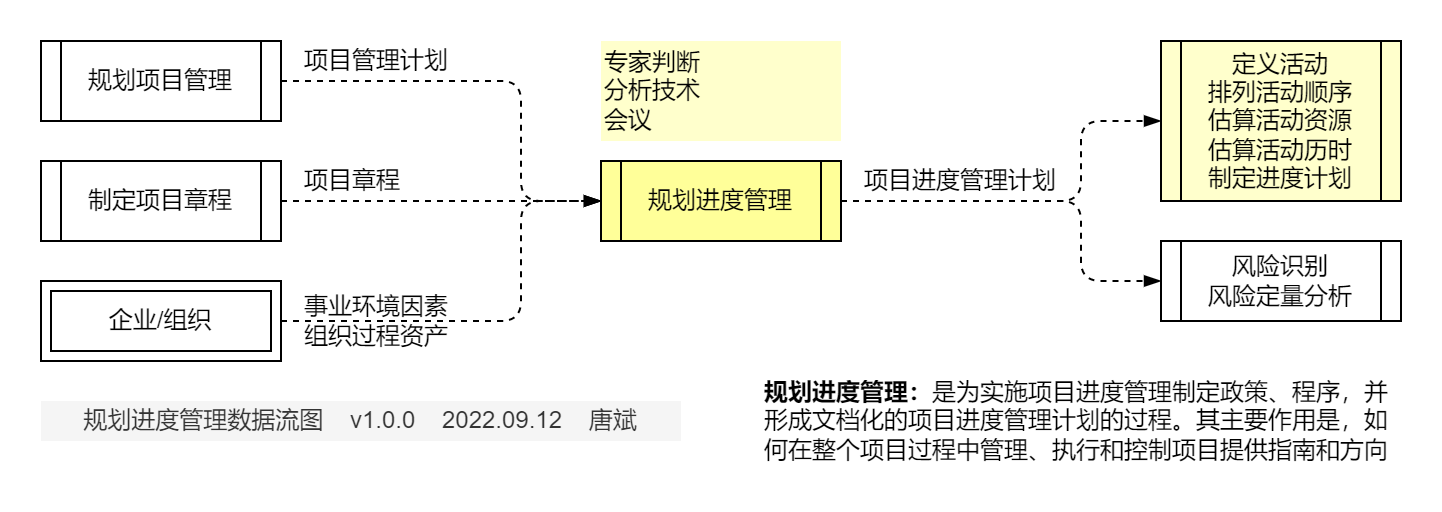 规划项目管理
项目管理计划
制定项目章程
项目章程
企业/组织
事业环境因素
组织过程资产
专家判断
分析技术
会议
规划进度管理
项目进度管理计划
定义活动
排列活动顺序
估算活动资源
估算活动历时
制定进度计划
风险识别
风险定量分析
规划进度管理数据流图 v1.0.0 2022.09.12 唐斌
规划进度管理：是为实施项目进度管理制定政策、程序，并
形成文档化的项目进度管理计划的过程。其主要作用是，如
何在整个项目过程中管理、执行和控制项目提供指南和方向